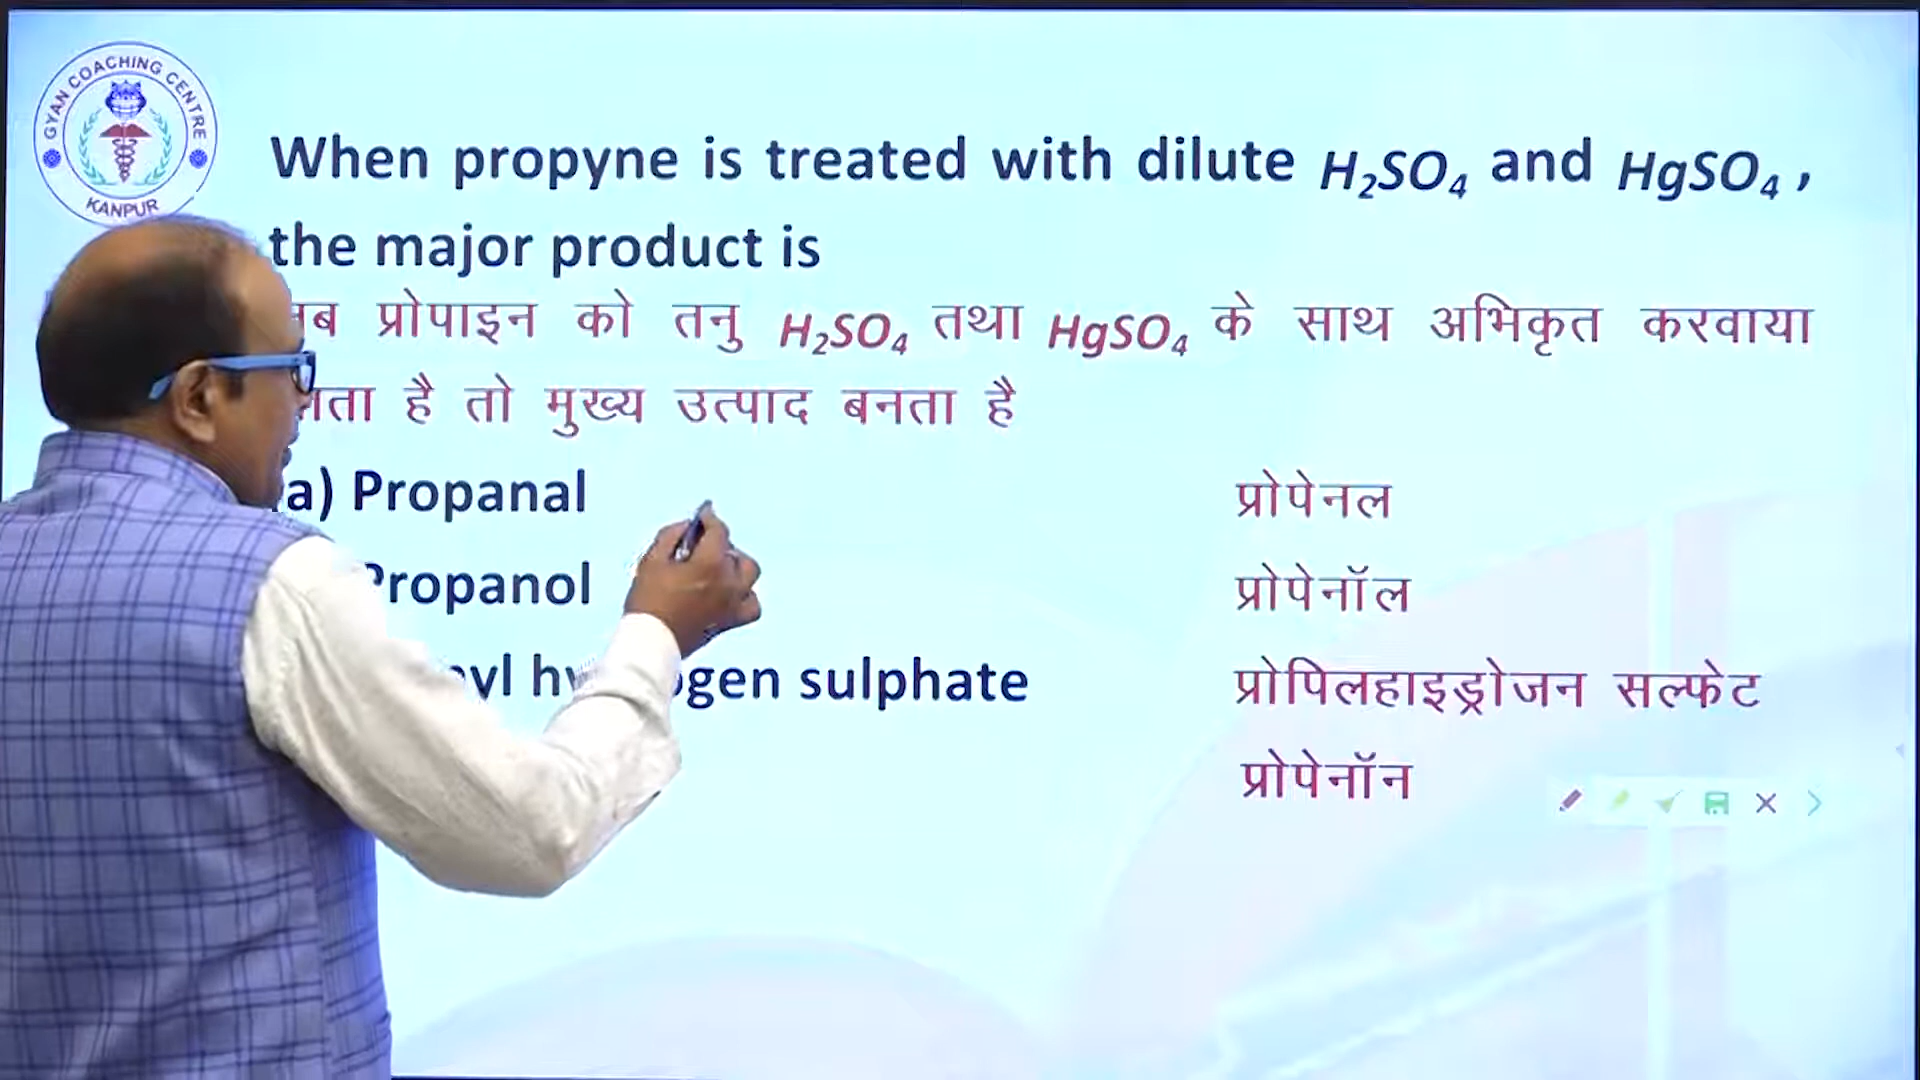 GYAN COACHING CENTRE
KANPUR
When propyne is treated with dilute H₂SO₄ and HgSO₄ ,
the major product is
प्रोपाइन को तनु H₂SO₄ तथा HgSO₄ के साथ अभिकृत करवाया
है तो मुख्य उत्पाद बनता है
a) Propanal प्रोपेनल
Propanol प्रोपेनॉल
sulphate प्रोपिलहाइड्रोजन सल्फेट
प्रोपेनॉन